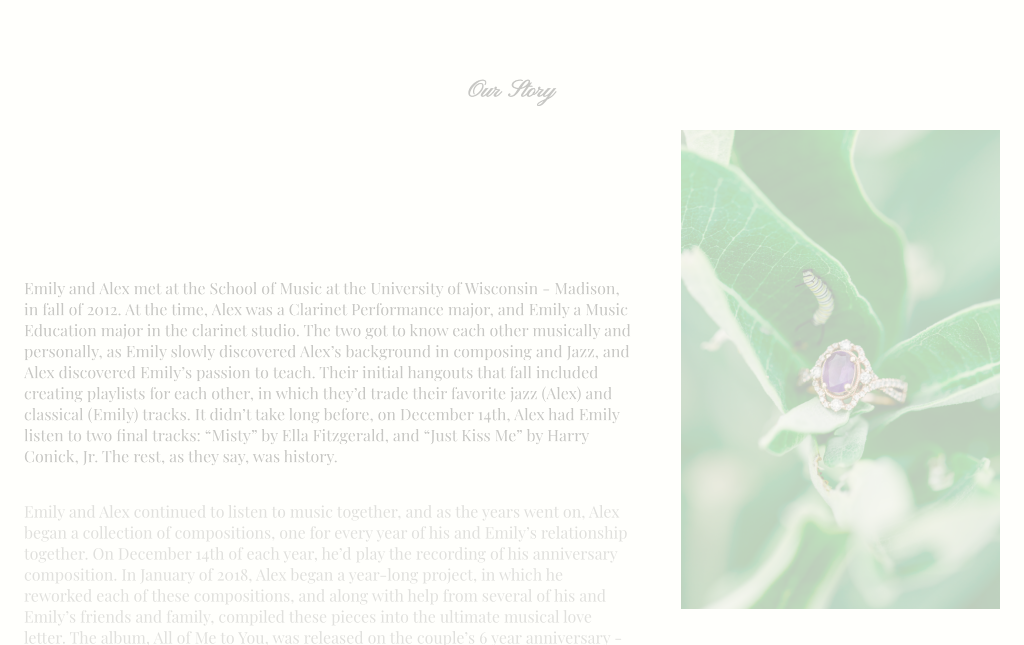 Our Story
Emily and Alex met at the School of Music at the University of Wisconsin - Madison,
in fall of 2012. At the time, Alex was a Clarinet Performance major, and Emily a Music
Education major in the clarinet studio. The two got to know each other musically and
personally, as Emily slowly discovered Alex’s background in composing and Jazz, and
Alex discovered Emily’s passion to teach. Their initial hangouts that fall included
creating playlists for each other, in which they’d trade their favorite jazz (Alex) and
classical (Emily) tracks. It didn’t take long before, on December 14th, Alex had Emily
listen to two final tracks: “Misty” by Ella Fitzgerald, and “Just Kiss Me” by Harry
Conick, Jr. The rest, as they say, was history.
Emily and Alex continued to listen to music together, and as the years went on, Alex
began a collection of compositions, one for every year of his and Emily’s relationship
together. On December 14th of each year, he’d play the recording of his anniversary
composition. In January of 2018, Alex began a year-long project, in which he
reworked each of these compositions, and along with help from several of his and
Emily’s friends and family, compiled these pieces into the ultimate musical love
letter. The album, All of Me to You, was released on the couple’s 6 year anniversary -